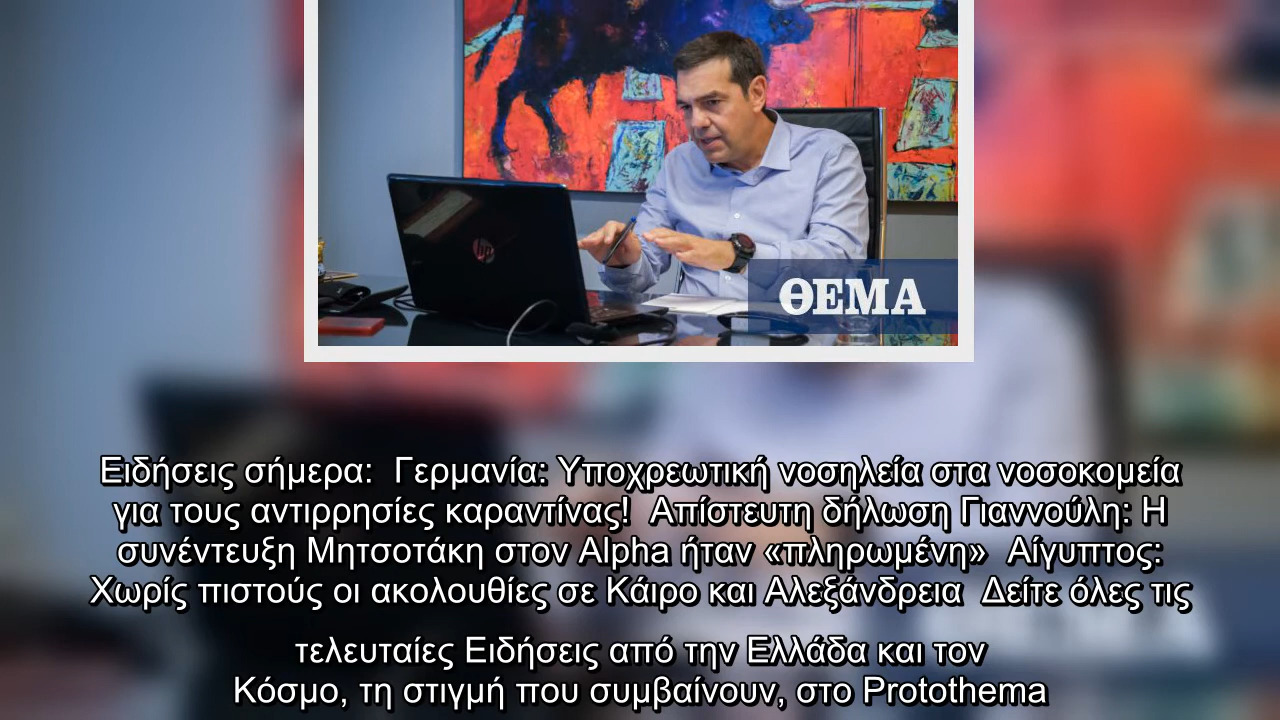 ΘΕΜΑ
Ειδήσεις σήμερα:  Γερμανία: Υποχρεωτική νοσηλεία στα νοσοκομεία
για τους αντιρρησίες καραντίνας!  Απίστευτη δήλωση Γιαννούλη: Η
συνέντευξη Μητσοτάκη στον Alpha ήταν «πληρωμένη»  Αίγυπτος:
Χωρίς πιστούς οι ακολουθίες σε Κάιρο και Αλεξάνδρεια  Δείτε όλες τις
τελευταίες Ειδήσεις από την Ελλάδα και τον
Κόσμο, τη στιγμή που συμβαίνουν, στο Protothema